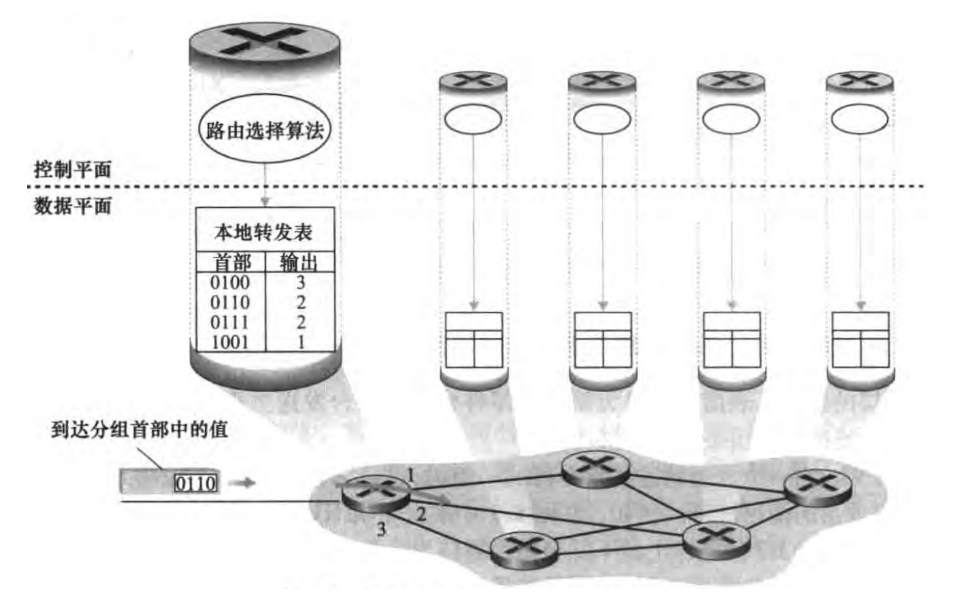 路由选择算法
控制平面
数据平面
本地转发表
首部 输出
0100 3
0110 2
0111 2
1001 1
到达分组首部中的值
0110
1
2
3